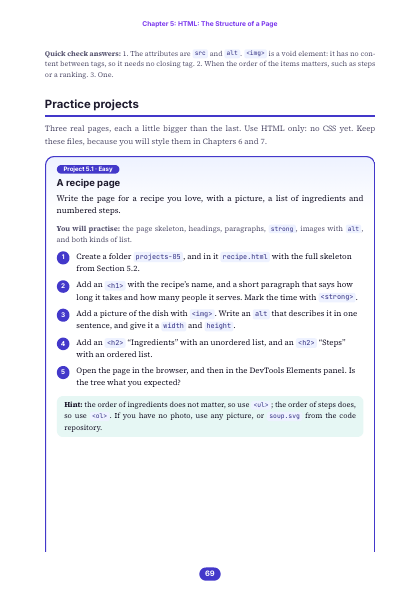 Chapter 5: HTML: The Structure of a Page
Quick check answers: 1. The attributes are src and alt. <img> is a void element: it has no con-
tent between tags, so it needs no closing tag. 2. When the order of the items matters, such as steps
or a ranking. 3. One.
Practice projects
Three real pages, each a little bigger than the last. Use HTML only: no CSS yet. Keep
these files, because you will style them in Chapters 6 and 7.
Project 5.1 · Easy
A recipe page
Write the page for a recipe you love, with a picture, a list of ingredients and
numbered steps.
You will practise: the page skeleton, headings, paragraphs, strong, images with alt,
and both kinds of list.
1 Create a folder projects-05, and in it recipe.html with the full skeleton
from Section 5.2.
2 Add an <h1> with the recipe's name, and a short paragraph that says how
long it takes and how many people it serves. Mark the time with <strong>.
3 Add a picture of the dish with <img>. Write an alt that describes it in one
sentence, and give it a width and height.
4 Add an <h2> “Ingredients” with an unordered list, and an <h2> “Steps”
with an ordered list.
5 Open the page in the browser, and then in the DevTools Elements panel. Is
the tree what you expected?
Hint: the order of ingredients does not matter, so use <ul>; the order of steps does,
so use <ol>. If you have no photo, use any picture, or soup.svg from the code
repository.
69